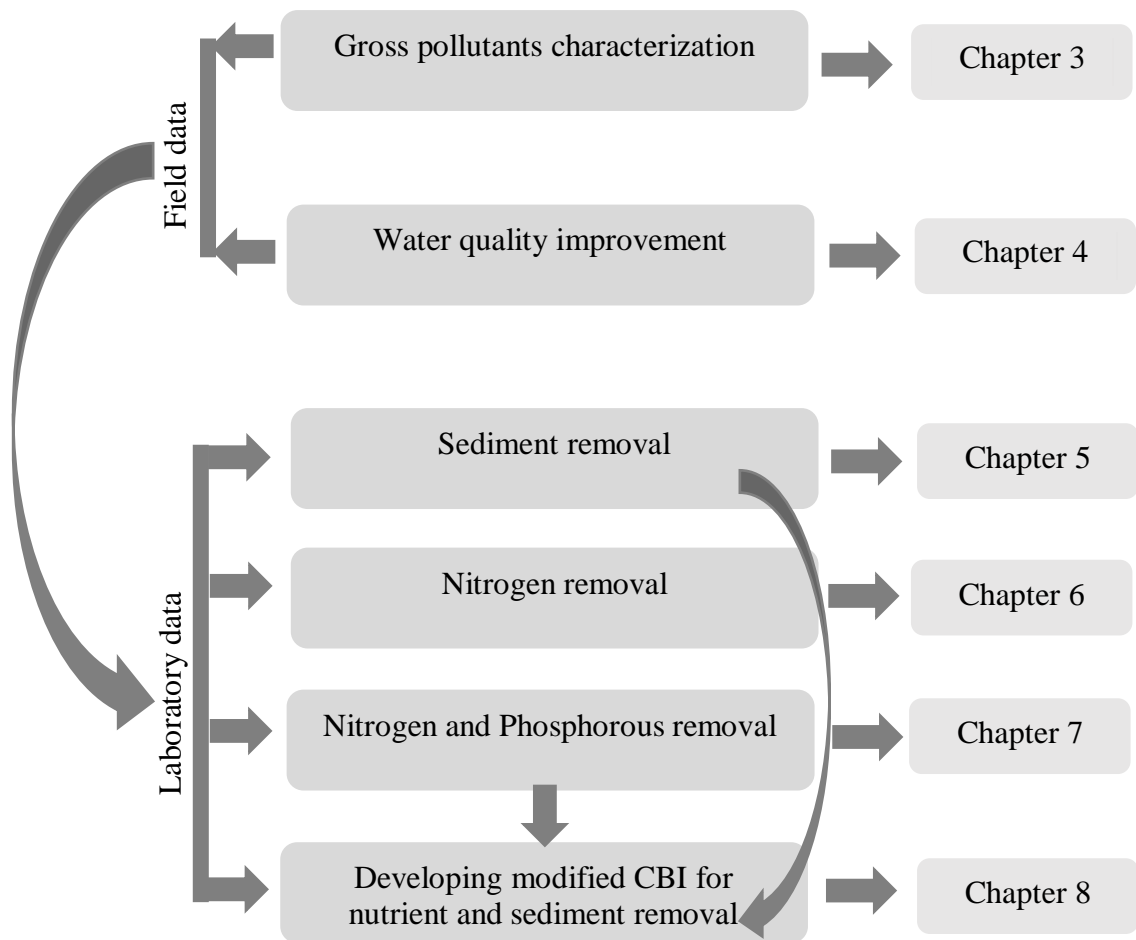 Gross pollutants characterization
Chapter 3
Field data
Water quality improvement
Chapter 4
Sediment removal
Chapter 5
Laboratory data
Nitrogen removal
Chapter 6
Nitrogen and Phosphorous removal
Chapter 7
Developing modified CBI for
nutrient and sediment removal
Chapter 8